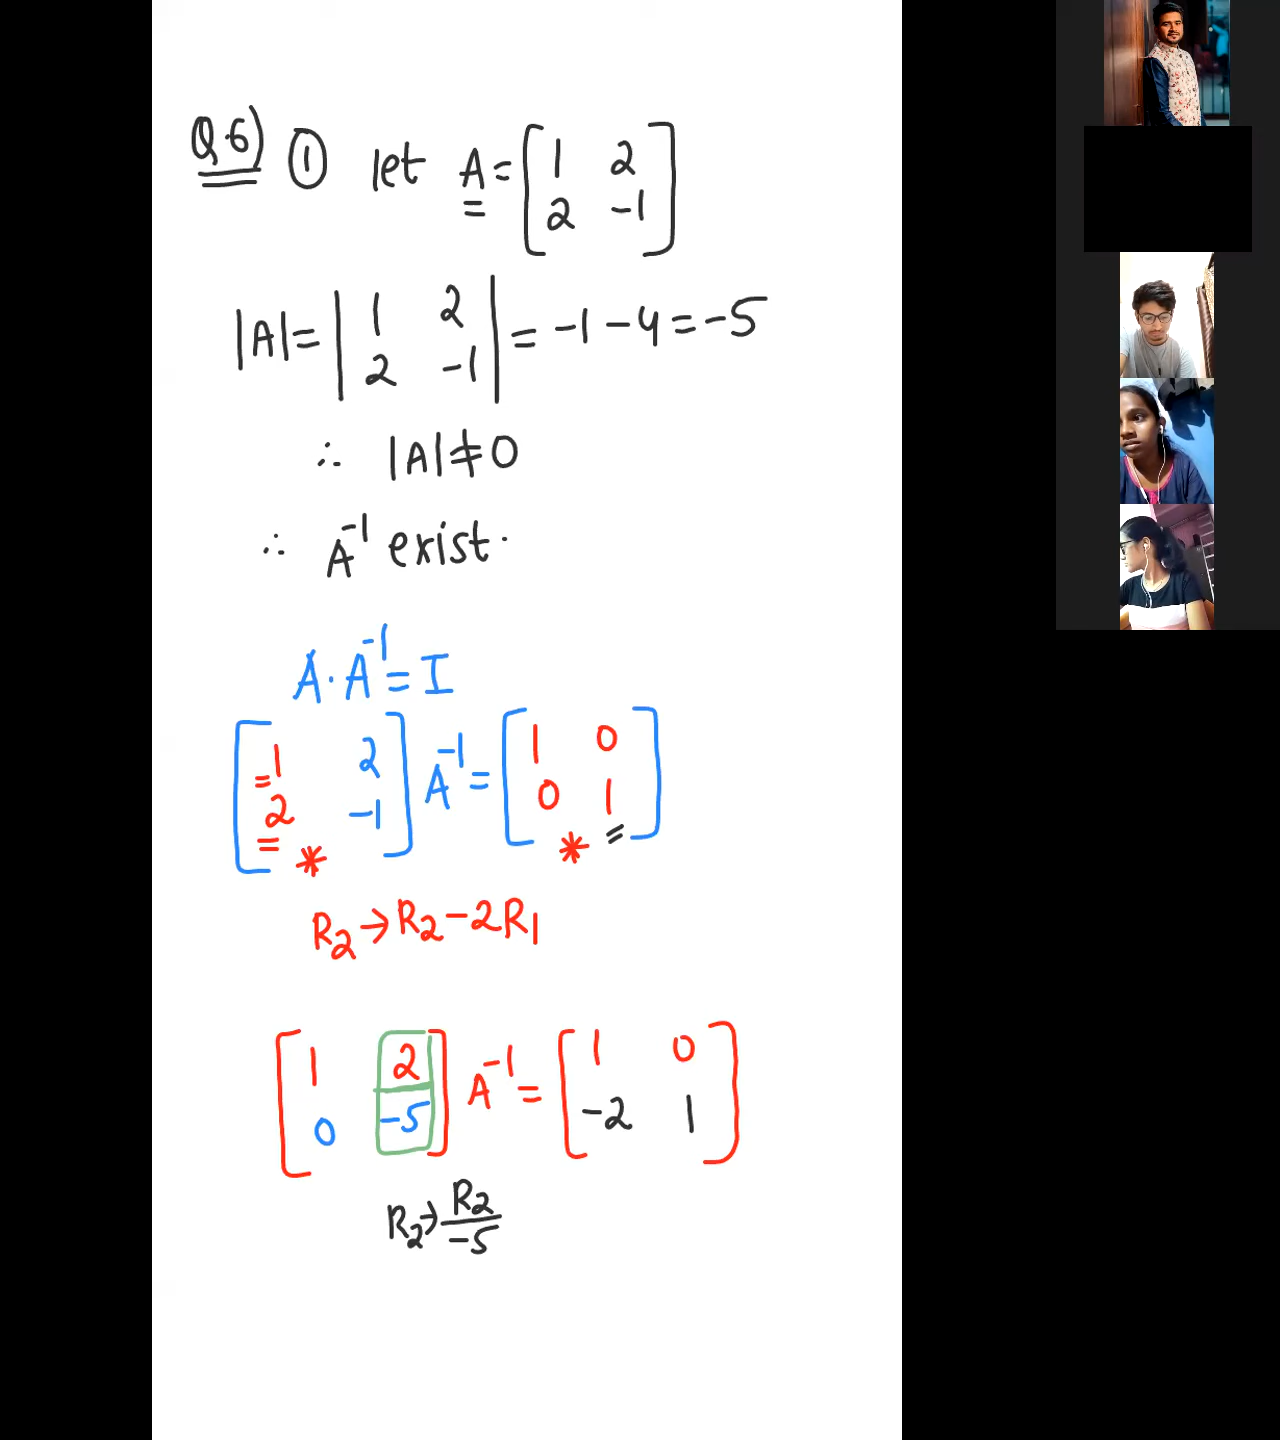 Q.6) ① let A = [ 1 2
2 -1 ]
|A| = | 1 2
2 -1 | = -1 - 4 = -5
∴ |A| ≠ 0
∴ A⁻¹ exist.
A · A⁻¹ = I
[ 1 2
2 -1 ] A⁻¹ = [ 1 0
0 1 ]
* *
R₂ → R₂ - 2R₁
[ 1 2
0 -5 ] A⁻¹ = [ 1 0
-2 1 ]
R₂ → R₂/-5